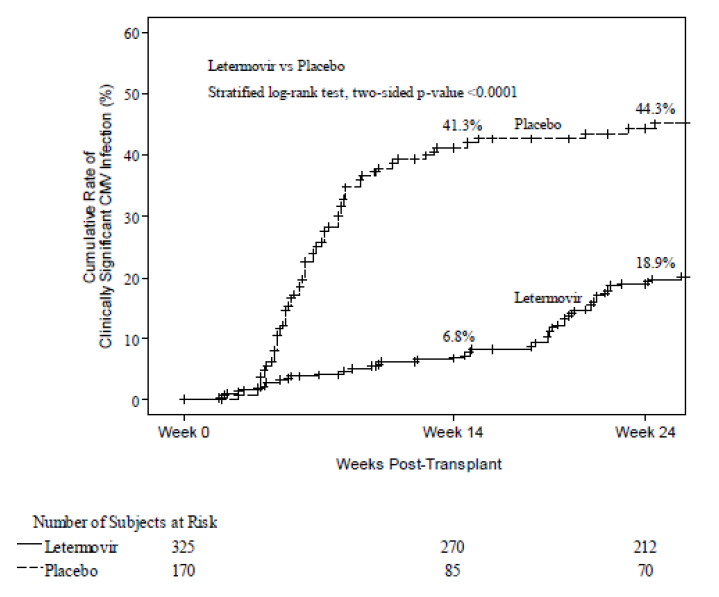 60
Letermovir vs Placebo
Stratified log-rank test, two-sided p-value <0.0001
50
44.3%
41.3%
Placebo
40
Cumulative Rate of
Clinically Significant CMV Infection (%)
30
20
18.9%
Letermovir
10
6.8%
0
Week 0 Week 14 Week 24
Weeks Post-Transplant
Number of Subjects at Risk
Letermovir 325 270 212
Placebo 170 85 70